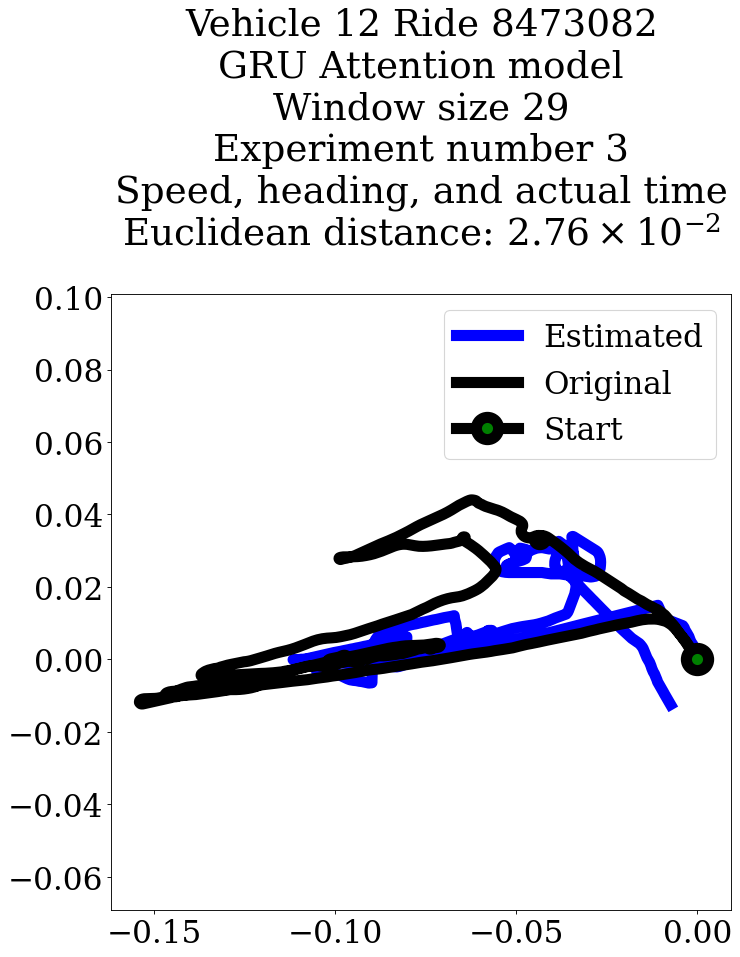 Vehicle 12 Ride 8473082
GRU Attention model
Window size 29
Experiment number 3
Speed, heading, and actual time
Euclidean distance: 2.76 × 10⁻²
0.10
Estimated
0.08
Original
0.06
Start
0.04
0.02
0.00
−0.02
−0.04
−0.06
−0.15 −0.10 −0.05 0.00